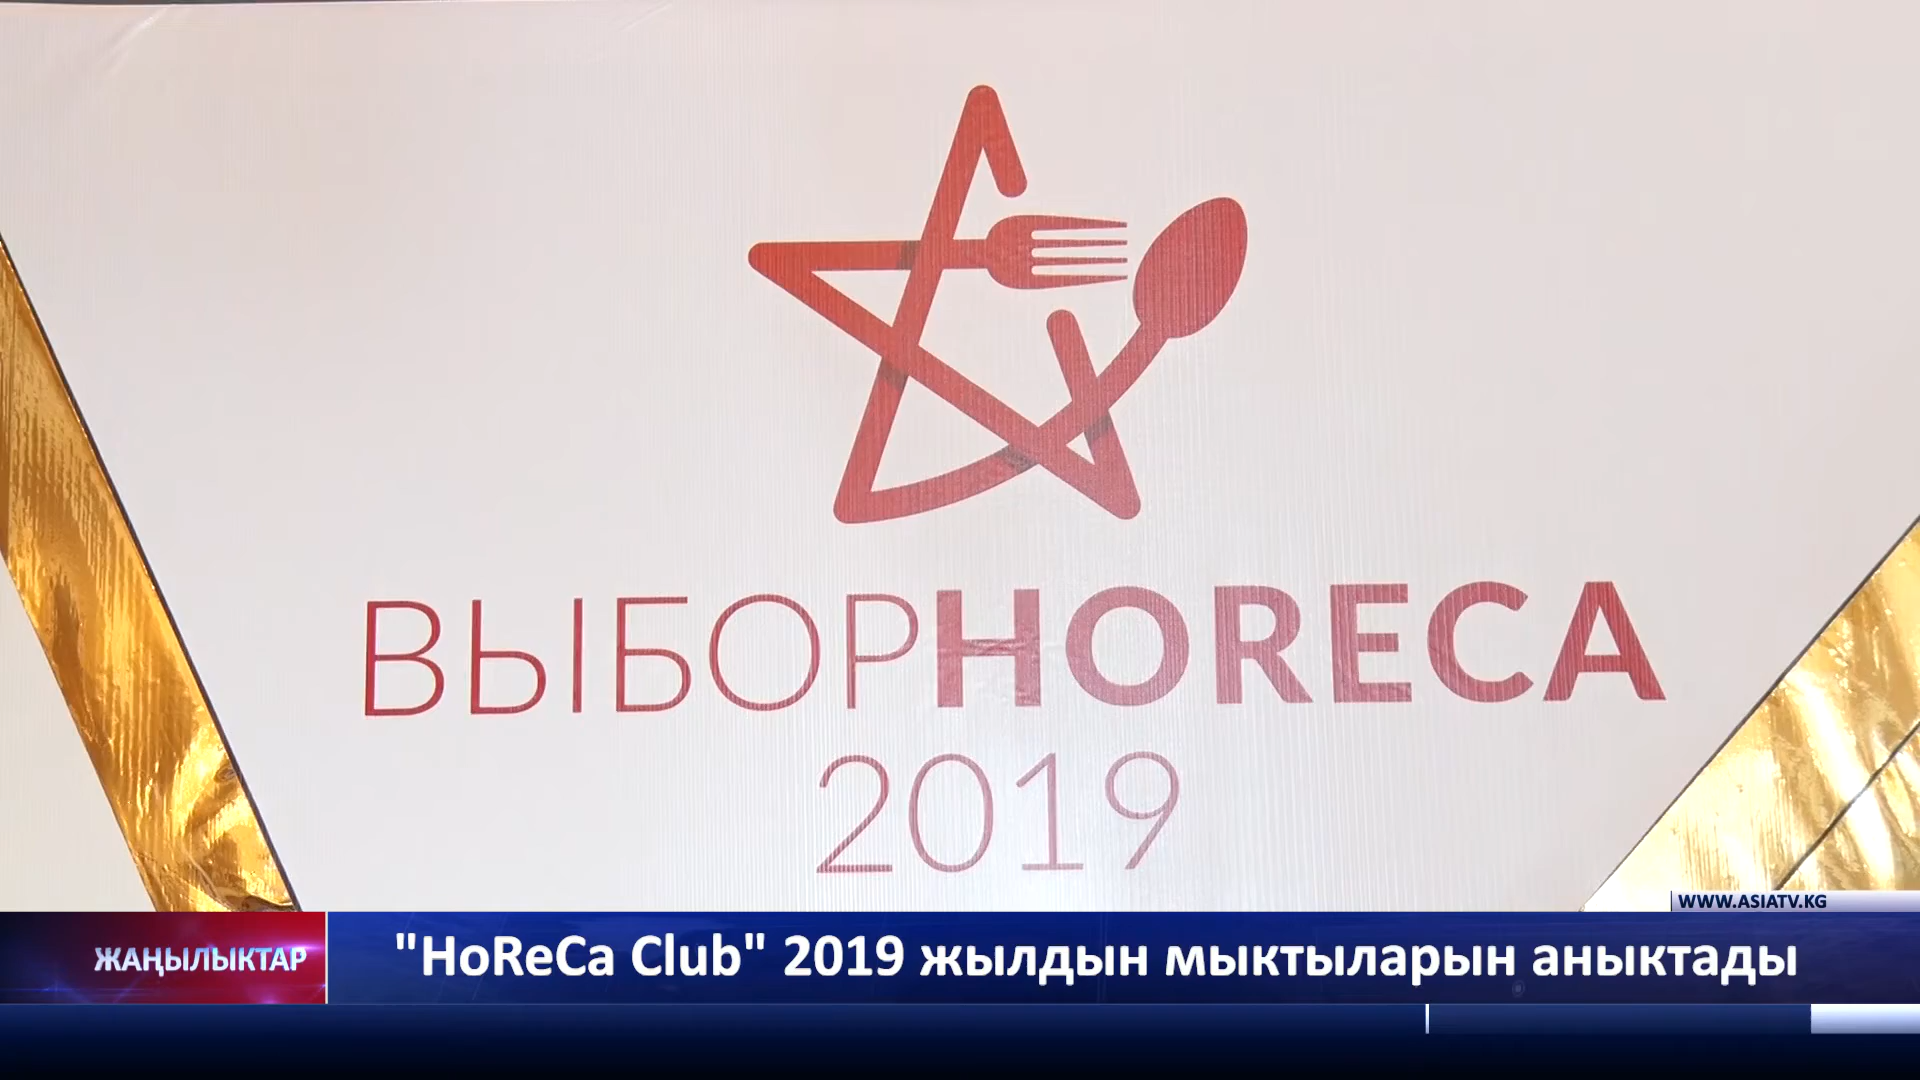 ВЫБОРHORECA
2019
WWW.ASIATV.KG
ЖАҢЫЛЫКТАР
"HoReCa Club" 2019 жылдын мыктыларын аныктады